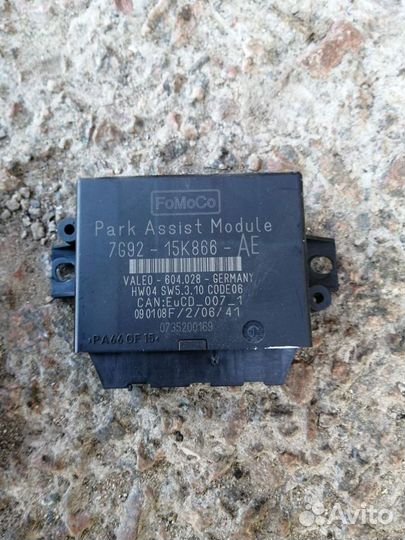 FoMoCo
Park Assist Module
7G92 - 15K866 - AE
VALEO - 604.028 - GERMANY
HW04 SW5.3.10 CODE06
CAN:EuCD_007_1
090108F/2/06/41
0735200169
>PA66 GF15<
Avito